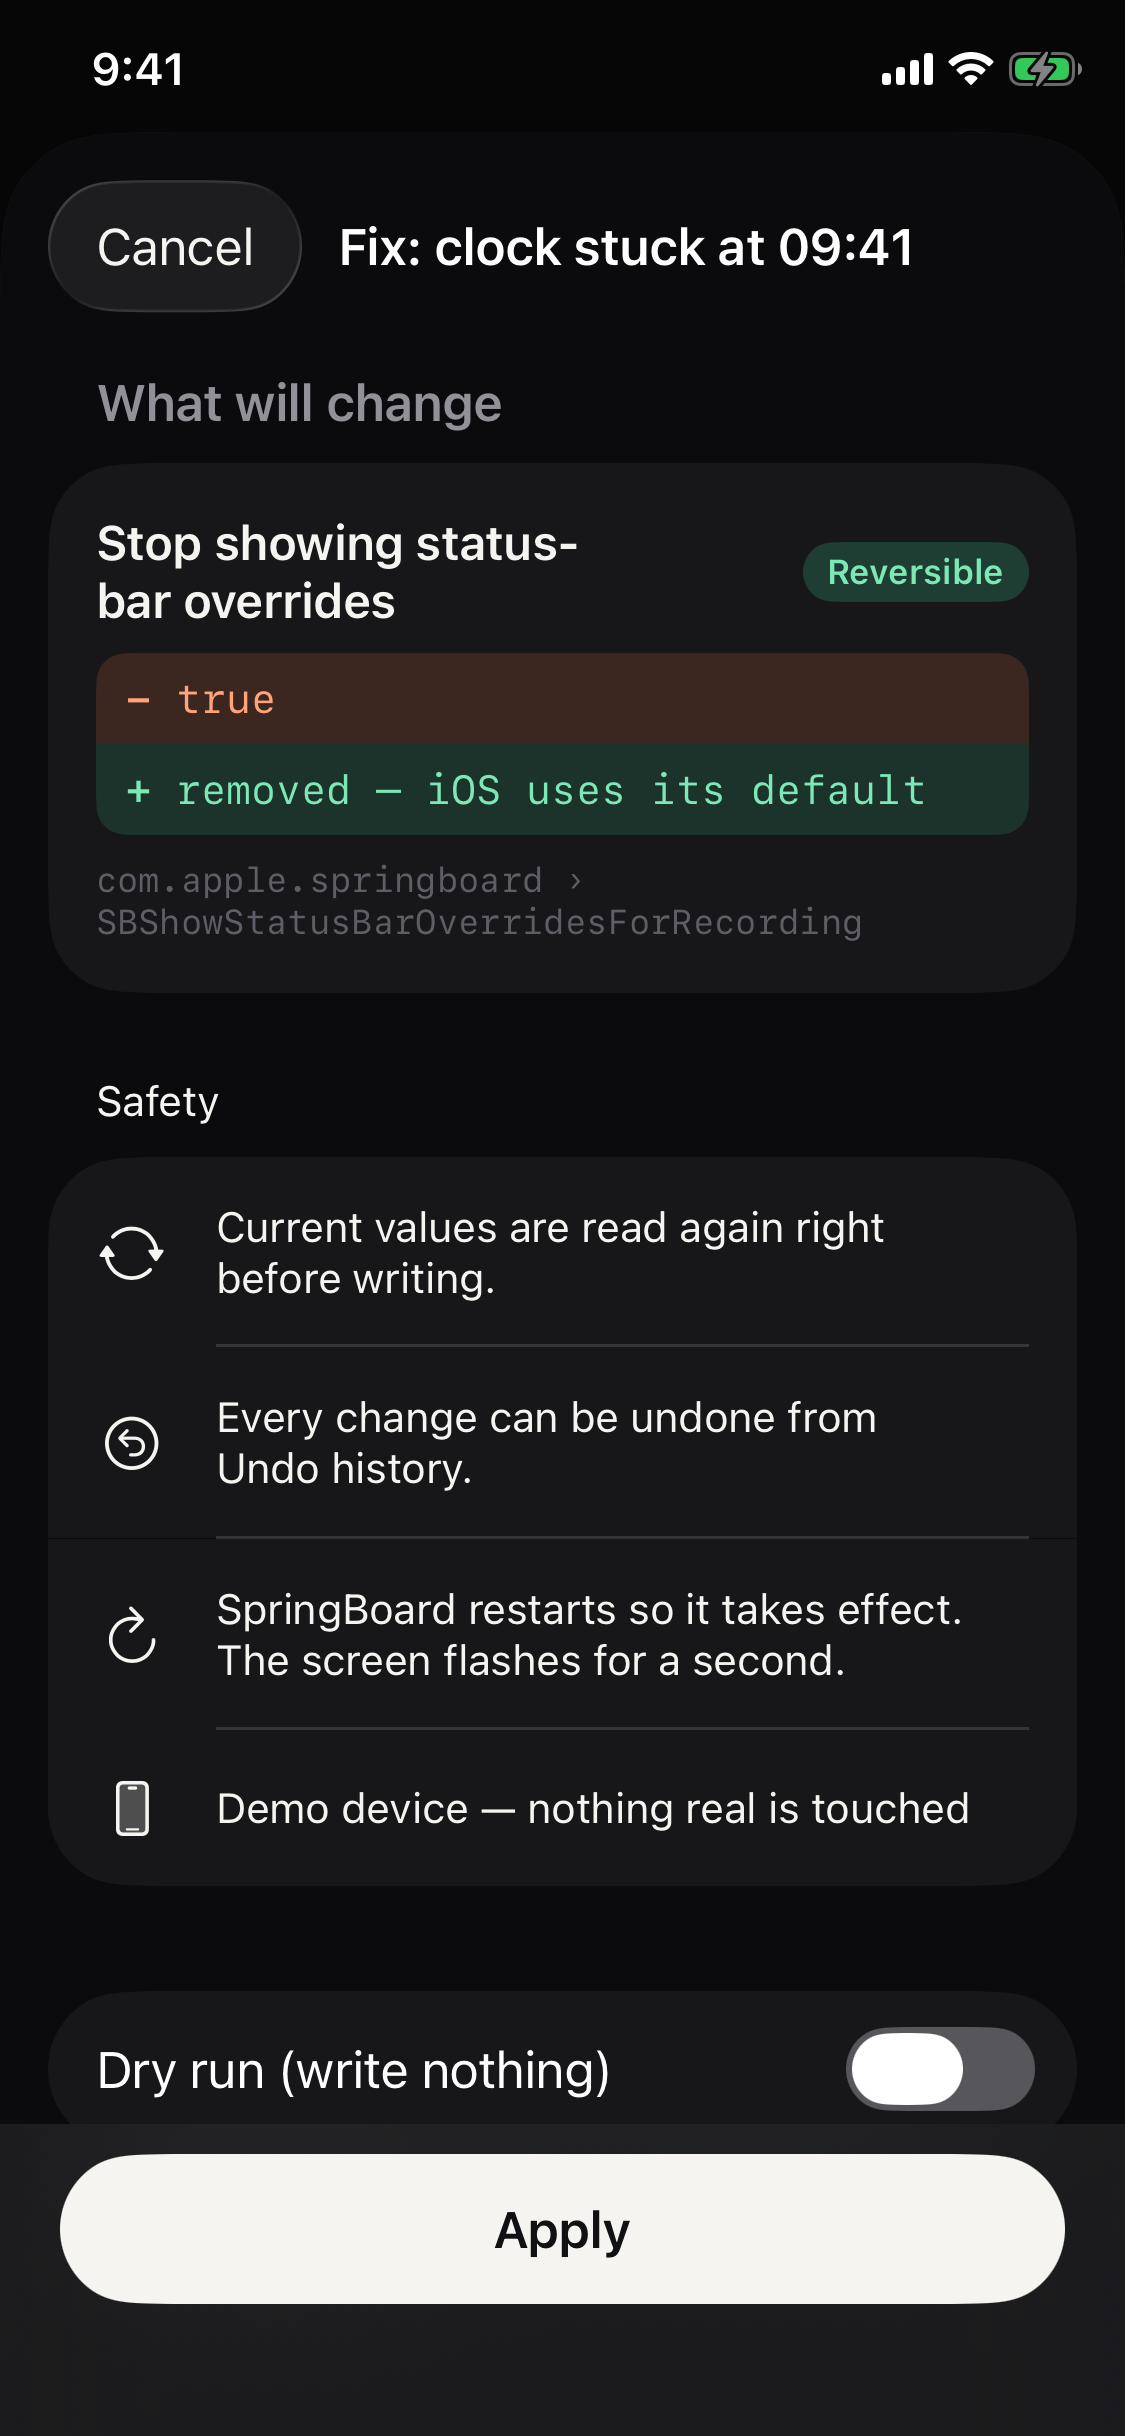 9:41
Cancel
Fix: clock stuck at 09:41
What will change
Stop showing status-
bar overrides
Reversible
− true
+ removed — iOS uses its default
com.apple.springboard ›
SBShowStatusBarOverridesForRecording
Safety
Current values are read again right
before writing.
Every change can be undone from
Undo history.
SpringBoard restarts so it takes effect.
The screen flashes for a second.
Demo device — nothing real is touched
Dry run (write nothing)
Apply